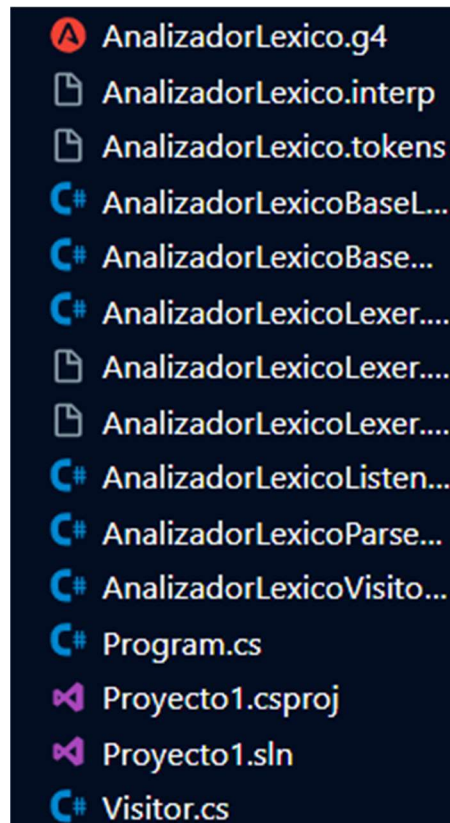 AnalizadorLexico.g4
AnalizadorLexico.interp
AnalizadorLexico.tokens
AnalizadorLexicoBaseL...
AnalizadorLexicoBase...
AnalizadorLexicoLexer....
AnalizadorLexicoLexer....
AnalizadorLexicoLexer....
AnalizadorLexicoListen...
AnalizadorLexicoParse...
AnalizadorLexicoVisito...
Program.cs
Proyecto1.csproj
Proyecto1.sln
Visitor.cs